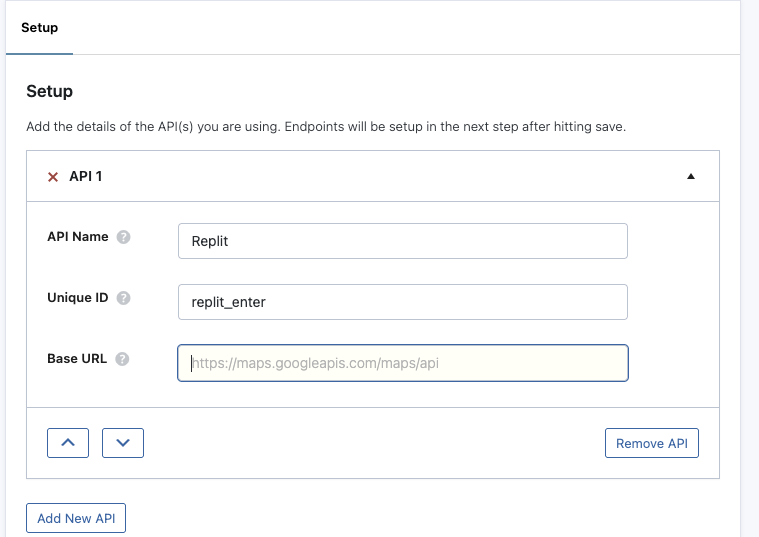 Setup
Setup
Add the details of the API(s) you are using. Endpoints will be setup in the next step after hitting save.
× API 1 ▲
API Name ? Replit
Unique ID ? replit_enter
Base URL ? https://maps.googleapis.com/maps/api
Remove API
Add New API